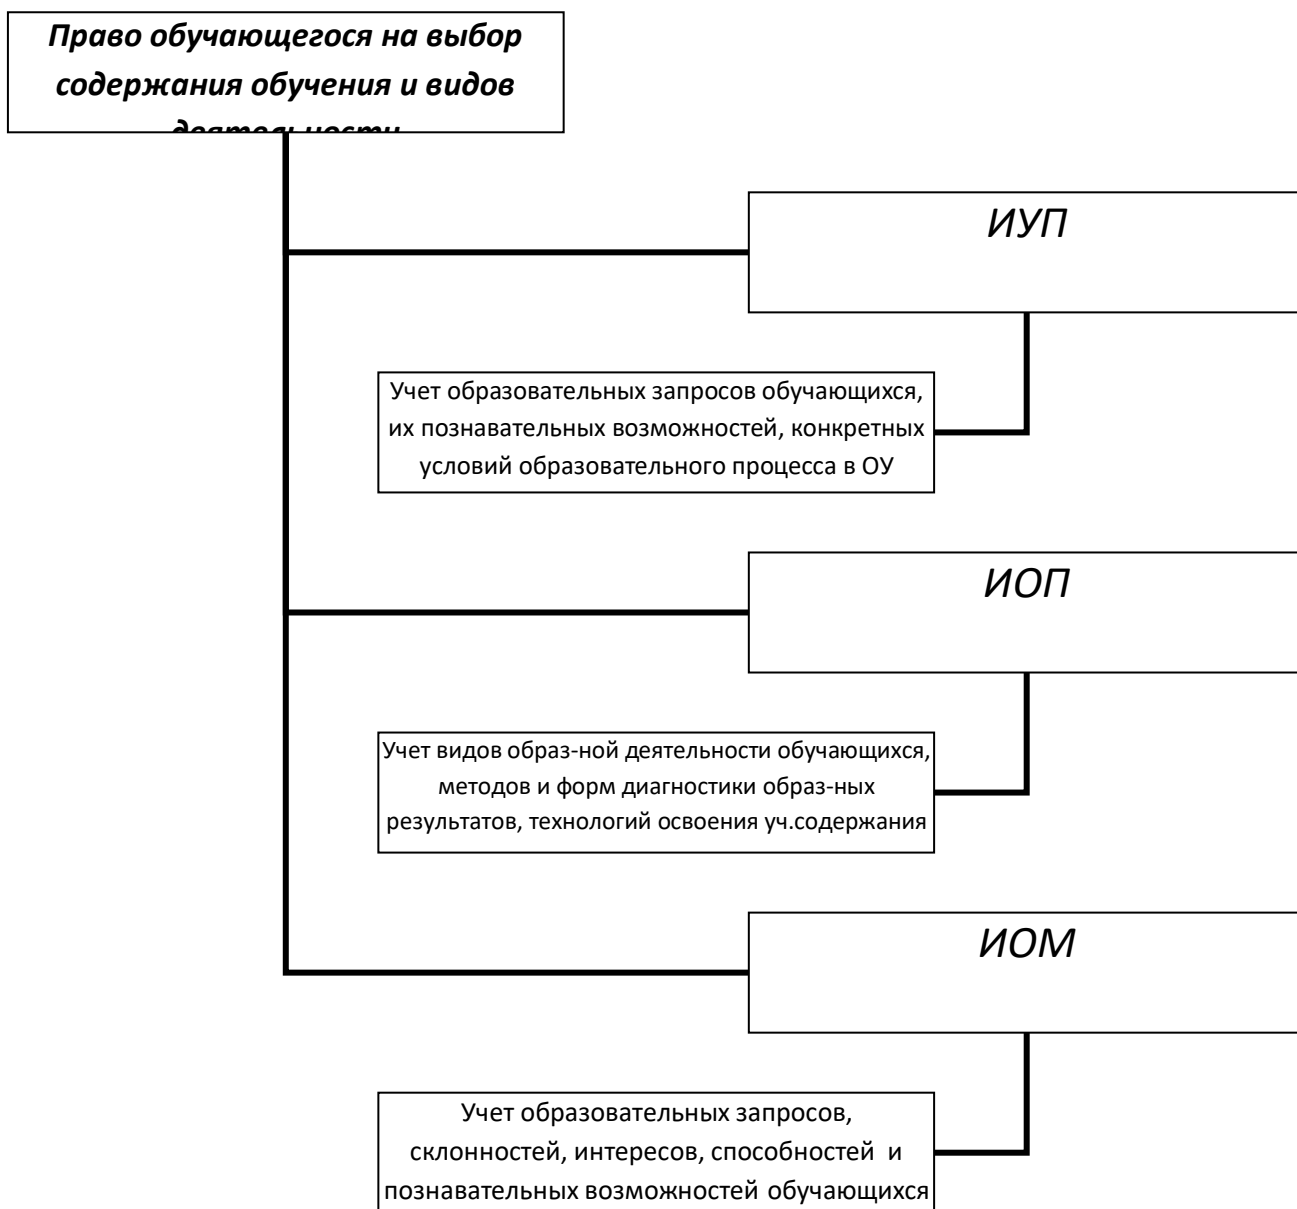 Право обучающегося на выбор
содержания обучения и видов
деятельности
ИУП
Учет образовательных запросов обучающихся,
их познавательных возможностей, конкретных
условий образовательного процесса в ОУ
ИОП
Учет видов образ-ной деятельности обучающихся,
методов и форм диагностики образ-ных
результатов, технологий освоения уч.содержания
ИОМ
Учет образовательных запросов,
склонностей, интересов, способностей и
познавательных возможностей обучающихся